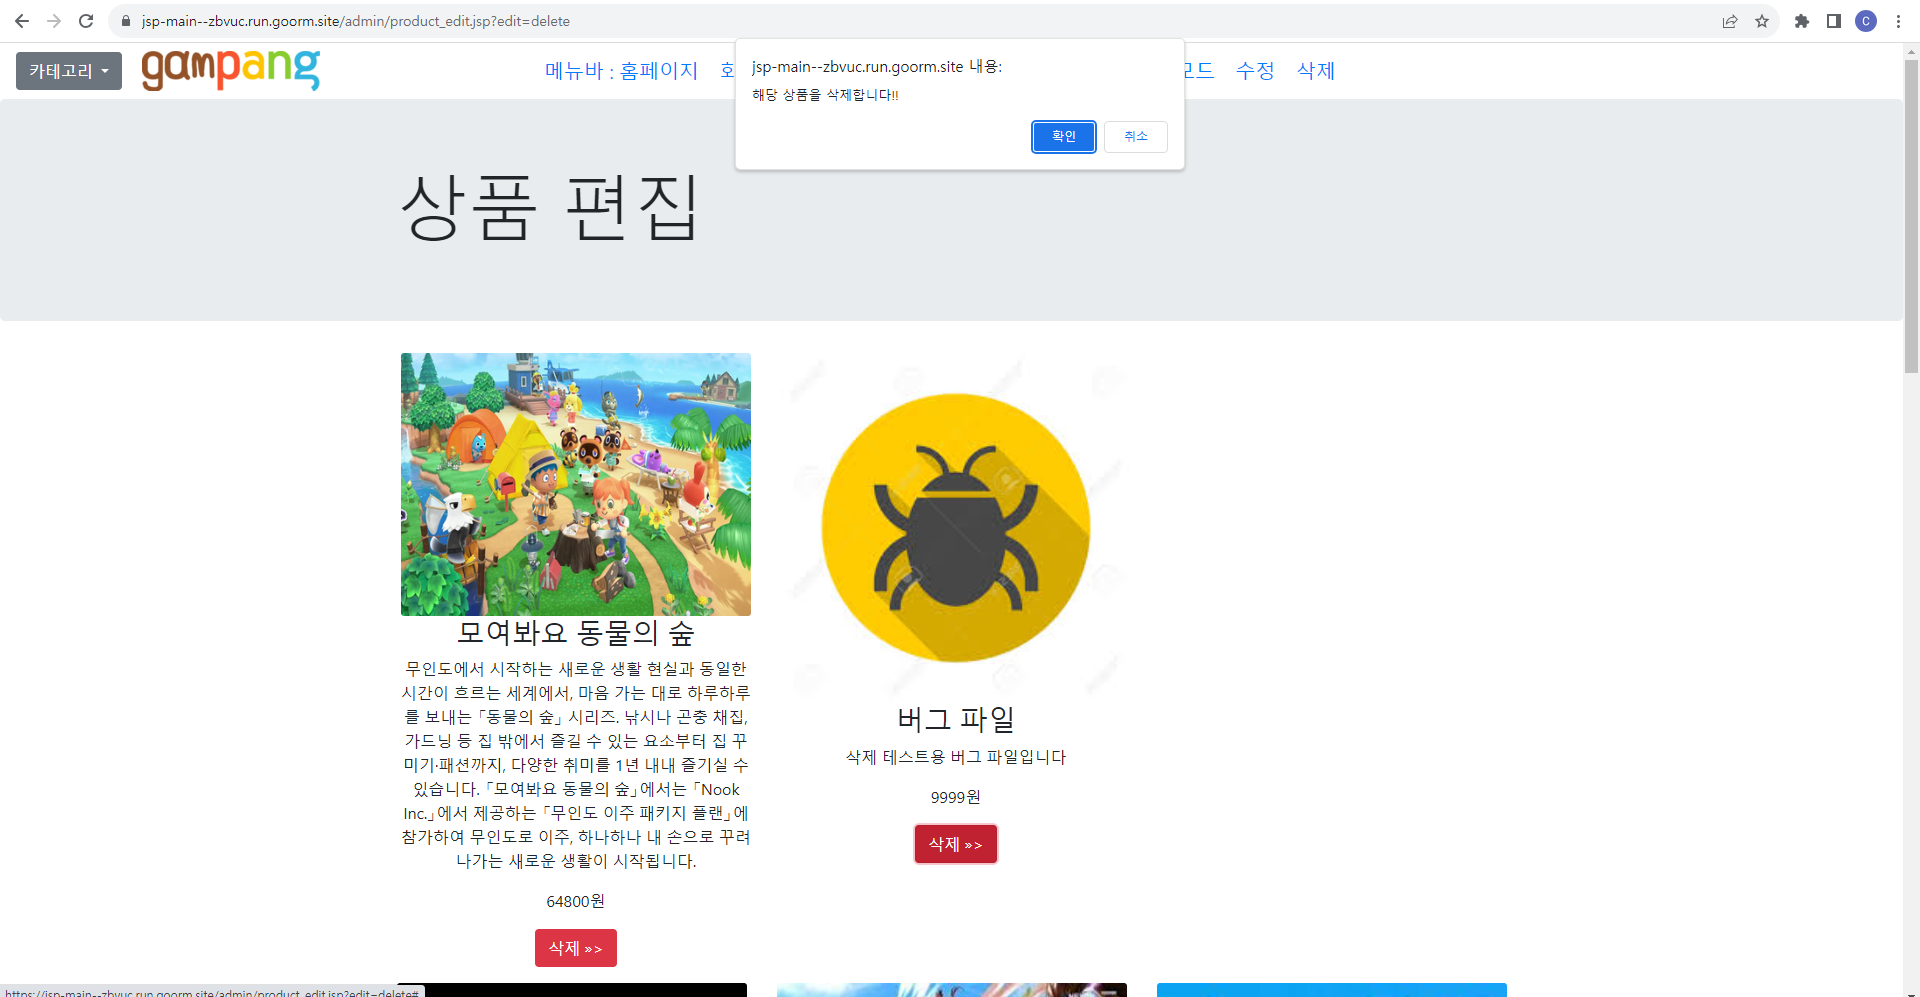 jsp-main--zbvuc.run.goorm.site/admin/product_edit.jsp?edit=delete
C
카테고리
gampang
메뉴바 : 홈페이지
모드 수정 삭제
jsp-main--zbvuc.run.goorm.site 내용:
해당 상품을 삭제합니다!!
확인 취소
상품 편집
모여봐요 동물의 숲
무인도에서 시작하는 새로운 생활 현실과 동일한
시간이 흐르는 세계에서, 마음 가는 대로 하루하루
를 보내는 「동물의 숲」 시리즈. 낚시나 곤충 채집,
가드닝 등 집 밖에서 즐길 수 있는 요소부터 집 꾸
미기·패션까지, 다양한 취미를 1년 내내 즐기실 수
있습니다. 「모여봐요 동물의 숲」에서는 「Nook
Inc.」에서 제공하는 「무인도 이주 패키지 플랜」에
참가하여 무인도로 이주, 하나하나 내 손으로 꾸려
나가는 새로운 생활이 시작됩니다.
64800원
삭제 »>
버그 파일
삭제 테스트용 버그 파일입니다
9999원
삭제 »>
https://jsp-main--zbvuc.run.goorm.site/admin/product_edit.jsp?edit=delete#